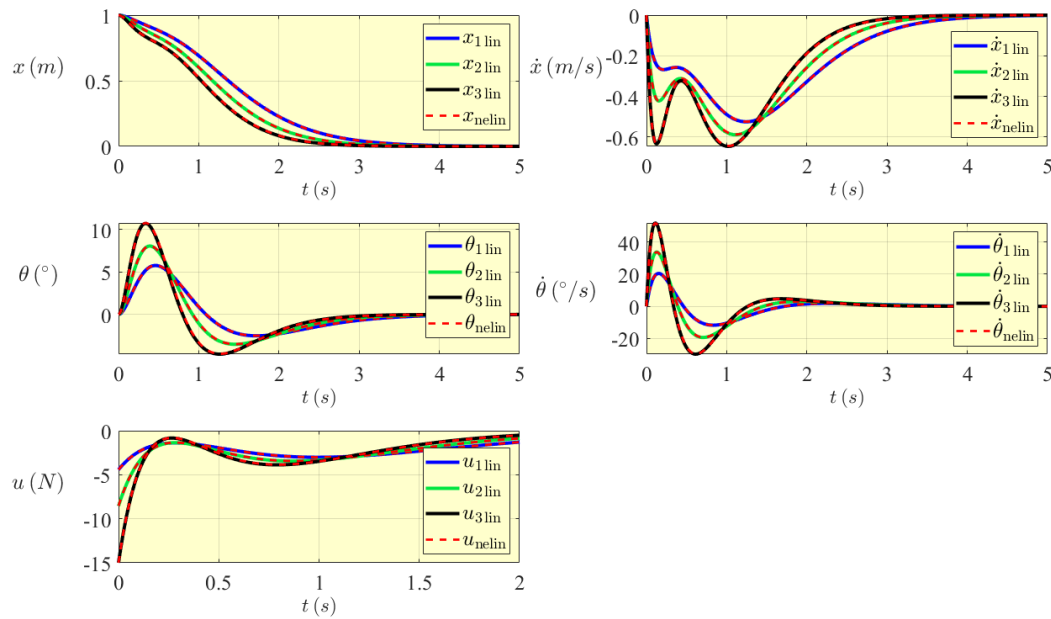 1
0.5
0
x (m)
x1 lin
x2 lin
x3 lin
xnelin
0 1 2 3 4 5
t (s)
0
-0.2
-0.4
-0.6
ẋ (m/s)
ẋ1 lin
ẋ2 lin
ẋ3 lin
ẋnelin
0 1 2 3 4 5
t (s)
10
5
0
θ (°)
θ1 lin
θ2 lin
θ3 lin
θnelin
0 1 2 3 4 5
t (s)
40
20
0
-20
θ̇ (°/s)
θ̇1 lin
θ̇2 lin
θ̇3 lin
θ̇nelin
0 1 2 3 4 5
t (s)
0
-5
-10
-15
u (N)
u1 lin
u2 lin
u3 lin
unelin
0 0.5 1 1.5 2
t (s)